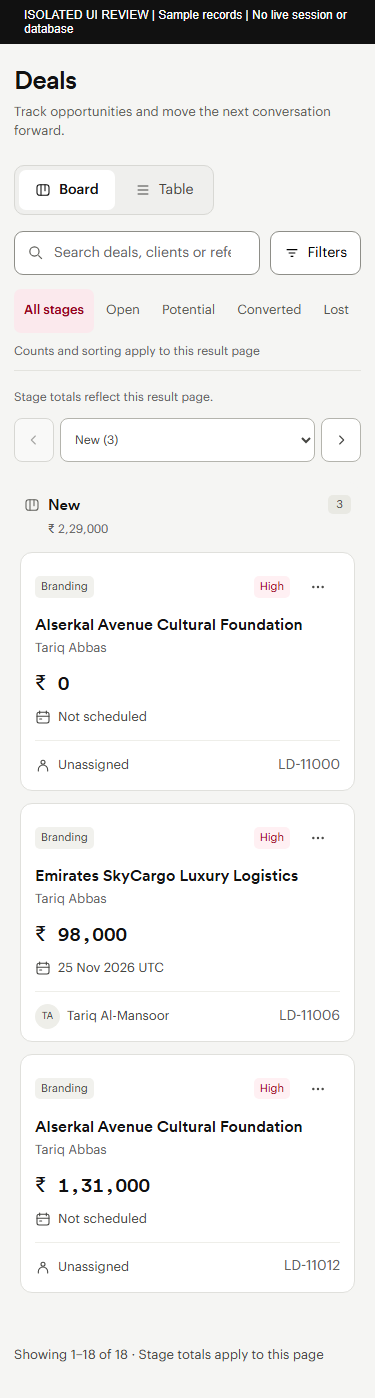 ISOLATED UI REVIEW | Sample records | No live session or
database
Deals
Track opportunities and move the next conversation
forward.
Board
Table
Search deals, clients or refe
Filters
All stages
Open
Potential
Converted
Lost
Counts and sorting apply to this result page
Stage totals reflect this result page.
New (3)
New
3
₹ 2,29,000
Branding
High
Alserkal Avenue Cultural Foundation
Tariq Abbas
₹ 0
Not scheduled
Unassigned
LD-11000
Branding
High
Emirates SkyCargo Luxury Logistics
Tariq Abbas
₹ 98,000
25 Nov 2026 UTC
TA
Tariq Al-Mansoor
LD-11006
Branding
High
Alserkal Avenue Cultural Foundation
Tariq Abbas
₹ 1,31,000
Not scheduled
Unassigned
LD-11012
Showing 1–18 of 18 · Stage totals apply to this page